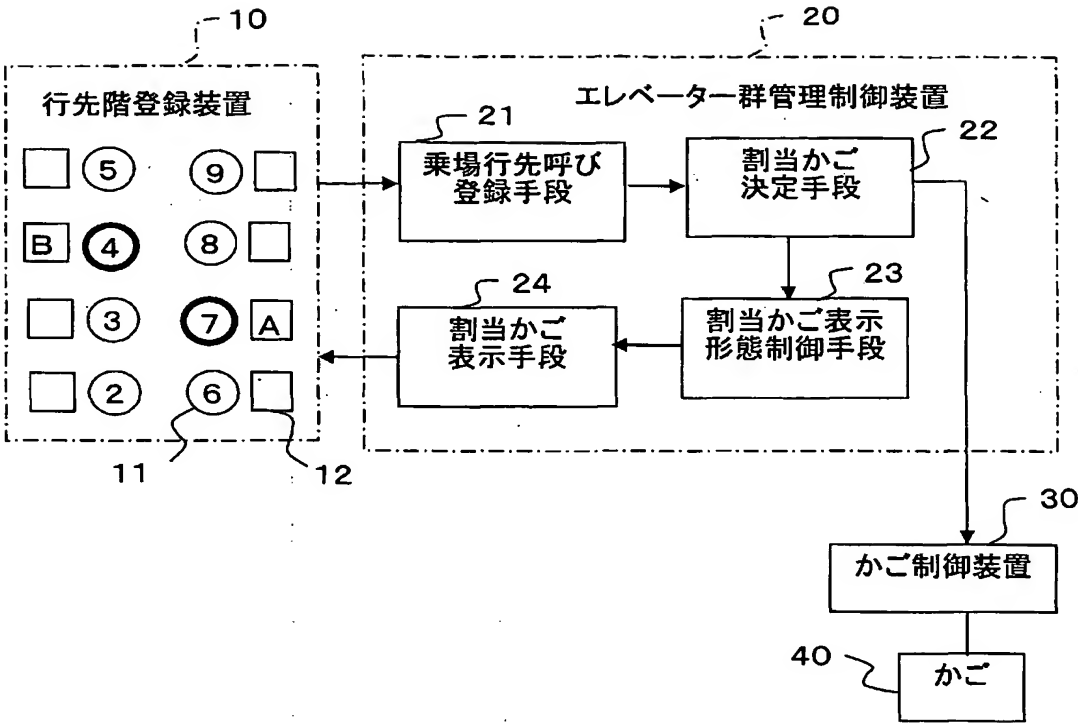 10
20
行先階登録装置
エレベーター群管理制御装置
5
9
B
4
8
3
7
A
2
6
11
12
21
乗場行先呼び
登録手段
22
割当かご
決定手段
24
割当かご
表示手段
23
割当かご表示
形態制御手段
30
かご制御装置
40
かご